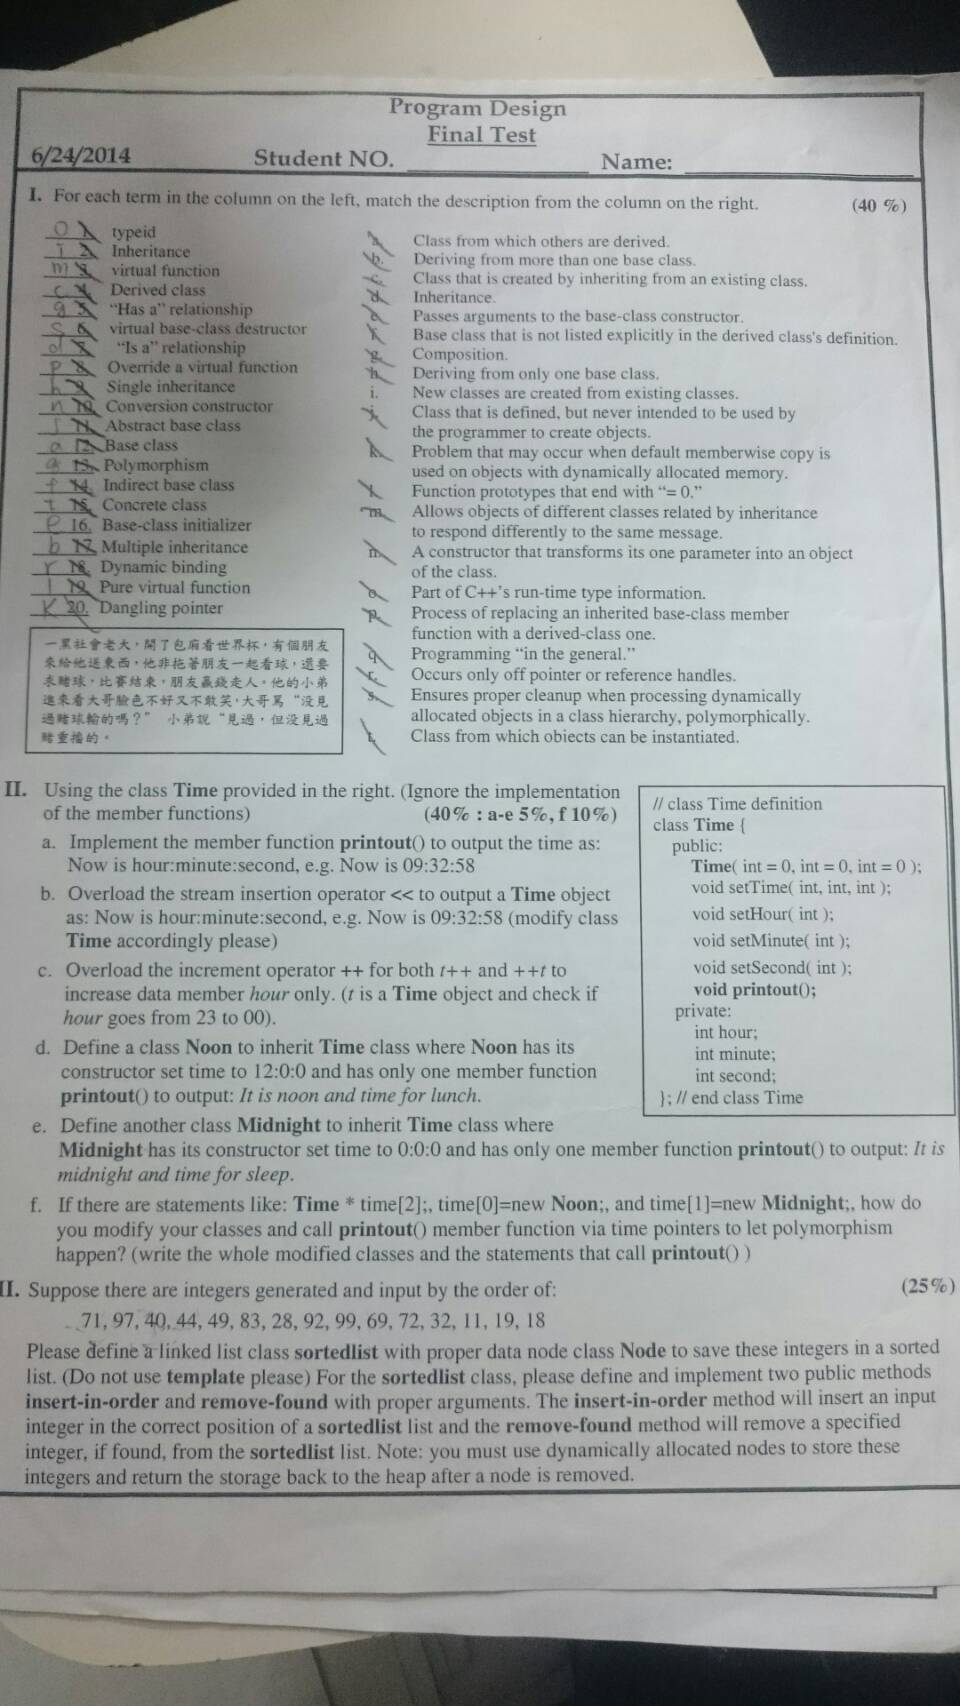 Program Design
Final Test
6/24/2014 Student NO. Name:
I. For each term in the column on the left, match the description from the column on the right. (40 %)
o 1. typeid
i 2. Inheritance
m 3. virtual function
c 4. Derived class
g 5. “Has a” relationship
s 6. virtual base-class destructor
d 7. “Is a” relationship
p 8. Override a virtual function
h 9. Single inheritance
n 10. Conversion constructor
j 11. Abstract base class
a 12. Base class
q 13. Polymorphism
f 14. Indirect base class
t 15. Concrete class
e 16. Base-class initializer
b 17. Multiple inheritance
r 18. Dynamic binding
l 19. Pure virtual function
K 20. Dangling pointer
a. Class from which others are derived.
b. Deriving from more than one base class.
c. Class that is created by inheriting from an existing class.
d. Inheritance.
e. Passes arguments to the base-class constructor.
f. Base class that is not listed explicitly in the derived class's definition.
g. Composition.
h. Deriving from only one base class.
i. New classes are created from existing classes.
j. Class that is defined, but never intended to be used by
the programmer to create objects.
k. Problem that may occur when default memberwise copy is
used on objects with dynamically allocated memory.
l. Function prototypes that end with “= 0.”
m. Allows objects of different classes related by inheritance
to respond differently to the same message.
n. A constructor that transforms its one parameter into an object
of the class.
o. Part of C++’s run-time type information.
p. Process of replacing an inherited base-class member
function with a derived-class one.
q. Programming “in the general.”
r. Occurs only off pointer or reference handles.
s. Ensures proper cleanup when processing dynamically
allocated objects in a class hierarchy, polymorphically.
t. Class from which objects can be instantiated.
一黑社會老大，開了包廂看世界杯，有個朋友
來給他送東西，他非拖著朋友一起看球，還要
求賭球，比賽結束，朋友贏錢走人。他的小弟
進來看大哥臉色不好又不敢笑，大哥罵“沒見
過賭球輸的嗎？” 小弟說“見過，但沒見過
賭重播的。
II. Using the class Time provided in the right. (Ignore the implementation
of the member functions) (40% : a-e 5%, f 10%)
a. Implement the member function printout() to output the time as:
Now is hour:minute:second, e.g. Now is 09:32:58
b. Overload the stream insertion operator << to output a Time object
as: Now is hour:minute:second, e.g. Now is 09:32:58 (modify class
Time accordingly please)
c. Overload the increment operator ++ for both t++ and ++t to
increase data member hour only. (t is a Time object and check if
hour goes from 23 to 00).
d. Define a class Noon to inherit Time class where Noon has its
constructor set time to 12:0:0 and has only one member function
printout() to output: It is noon and time for lunch.
// class Time definition
class Time {
public:
Time( int = 0, int = 0, int = 0 );
void setTime( int, int, int );
void setHour( int );
void setMinute( int );
void setSecond( int );
void printout();
private:
int hour;
int minute;
int second;
}; // end class Time
e. Define another class Midnight to inherit Time class where
Midnight has its constructor set time to 0:0:0 and has only one member function printout() to output: It is
midnight and time for sleep.
f. If there are statements like: Time * time[2];, time[0]=new Noon;, and time[1]=new Midnight;, how do
you modify your classes and call printout() member function via time pointers to let polymorphism
happen? (write the whole modified classes and the statements that call printout() )
II. Suppose there are integers generated and input by the order of: (25%)
71, 97, 40, 44, 49, 83, 28, 92, 99, 69, 72, 32, 11, 19, 18
Please define a linked list class sortedlist with proper data node class Node to save these integers in a sorted
list. (Do not use template please) For the sortedlist class, please define and implement two public methods
insert-in-order and remove-found with proper arguments. The insert-in-order method will insert an input
integer in the correct position of a sortedlist list and the remove-found method will remove a specified
integer, if found, from the sortedlist list. Note: you must use dynamically allocated nodes to store these
integers and return the storage back to the heap after a node is removed.